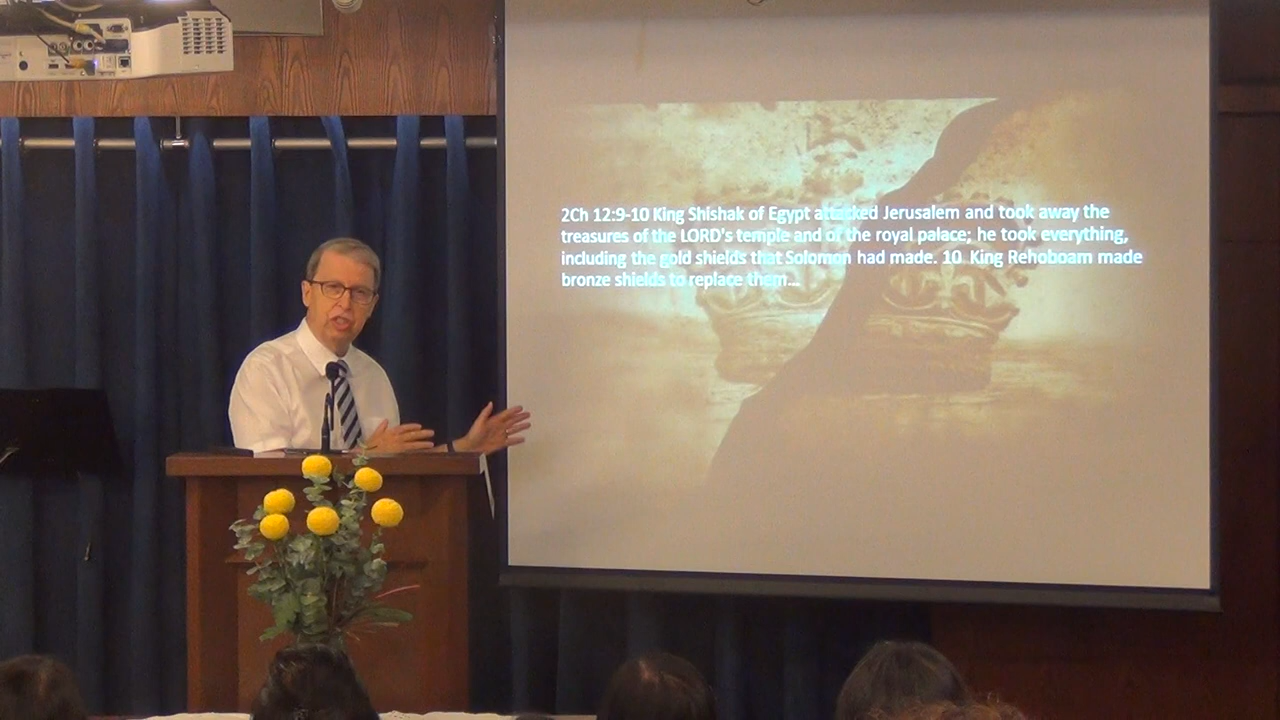 2Ch 12:9-10 King Shishak of Egypt attacked Jerusalem and took away the
treasures of the LORD's temple and of the royal palace; he took everything,
including the gold shields that Solomon had made. 10 King Rehoboam made
bronze shields to replace them...